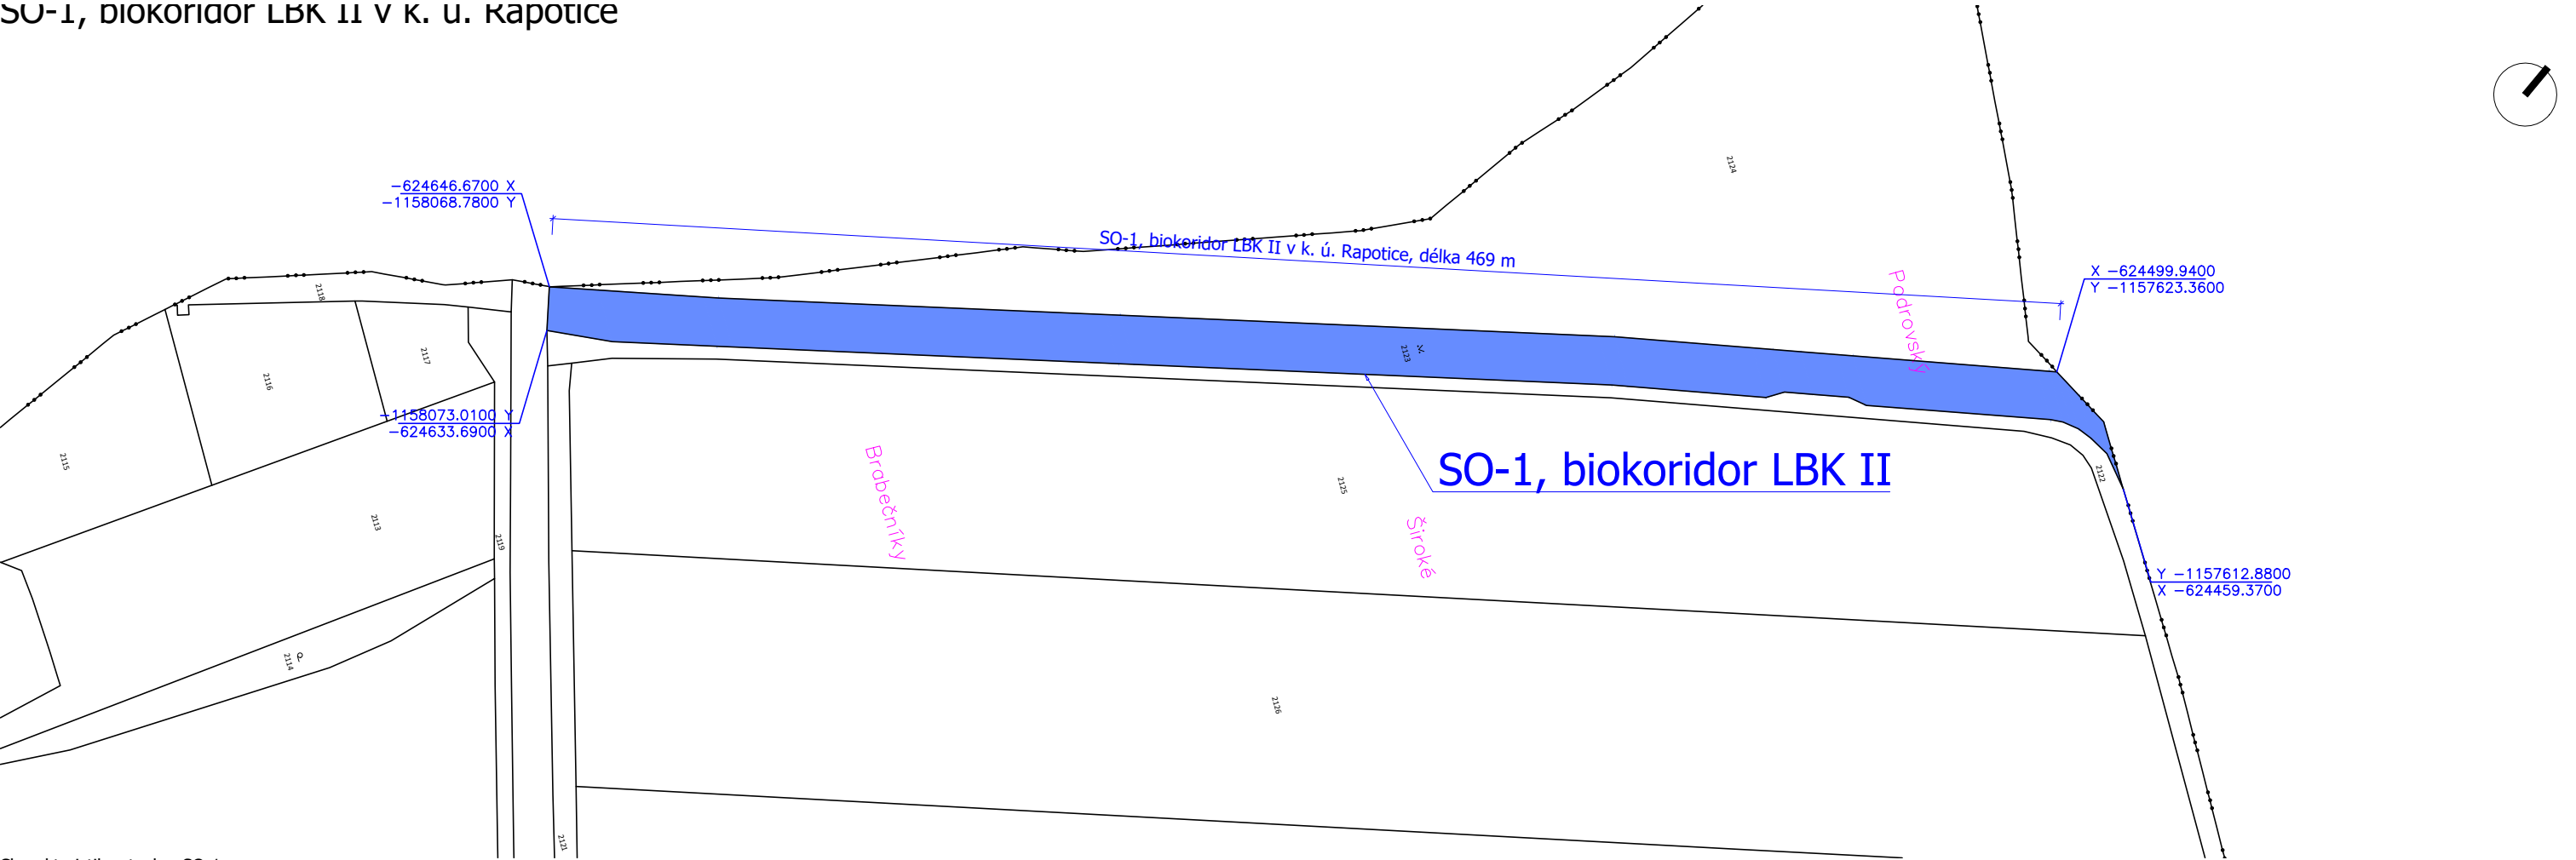 SO-1, biokoridor LBK II v k. ú. Rapotice
-624646.6700 X
-1158068.7800 Y
SO-1, biokoridor LBK II v k. ú. Rapotice, délka 469 m
X -624499.9400
Y -1157623.3600
2124
Podrovský
2118
2117
2116
2115
2123
-1158073.0100 Y
-624633.6900 X
SO-1, biokoridor LBK II
Brabečníky
2125
Široké
2122
2113
2119
Y -1157612.8800
X -624459.3700
2114
2126
2121